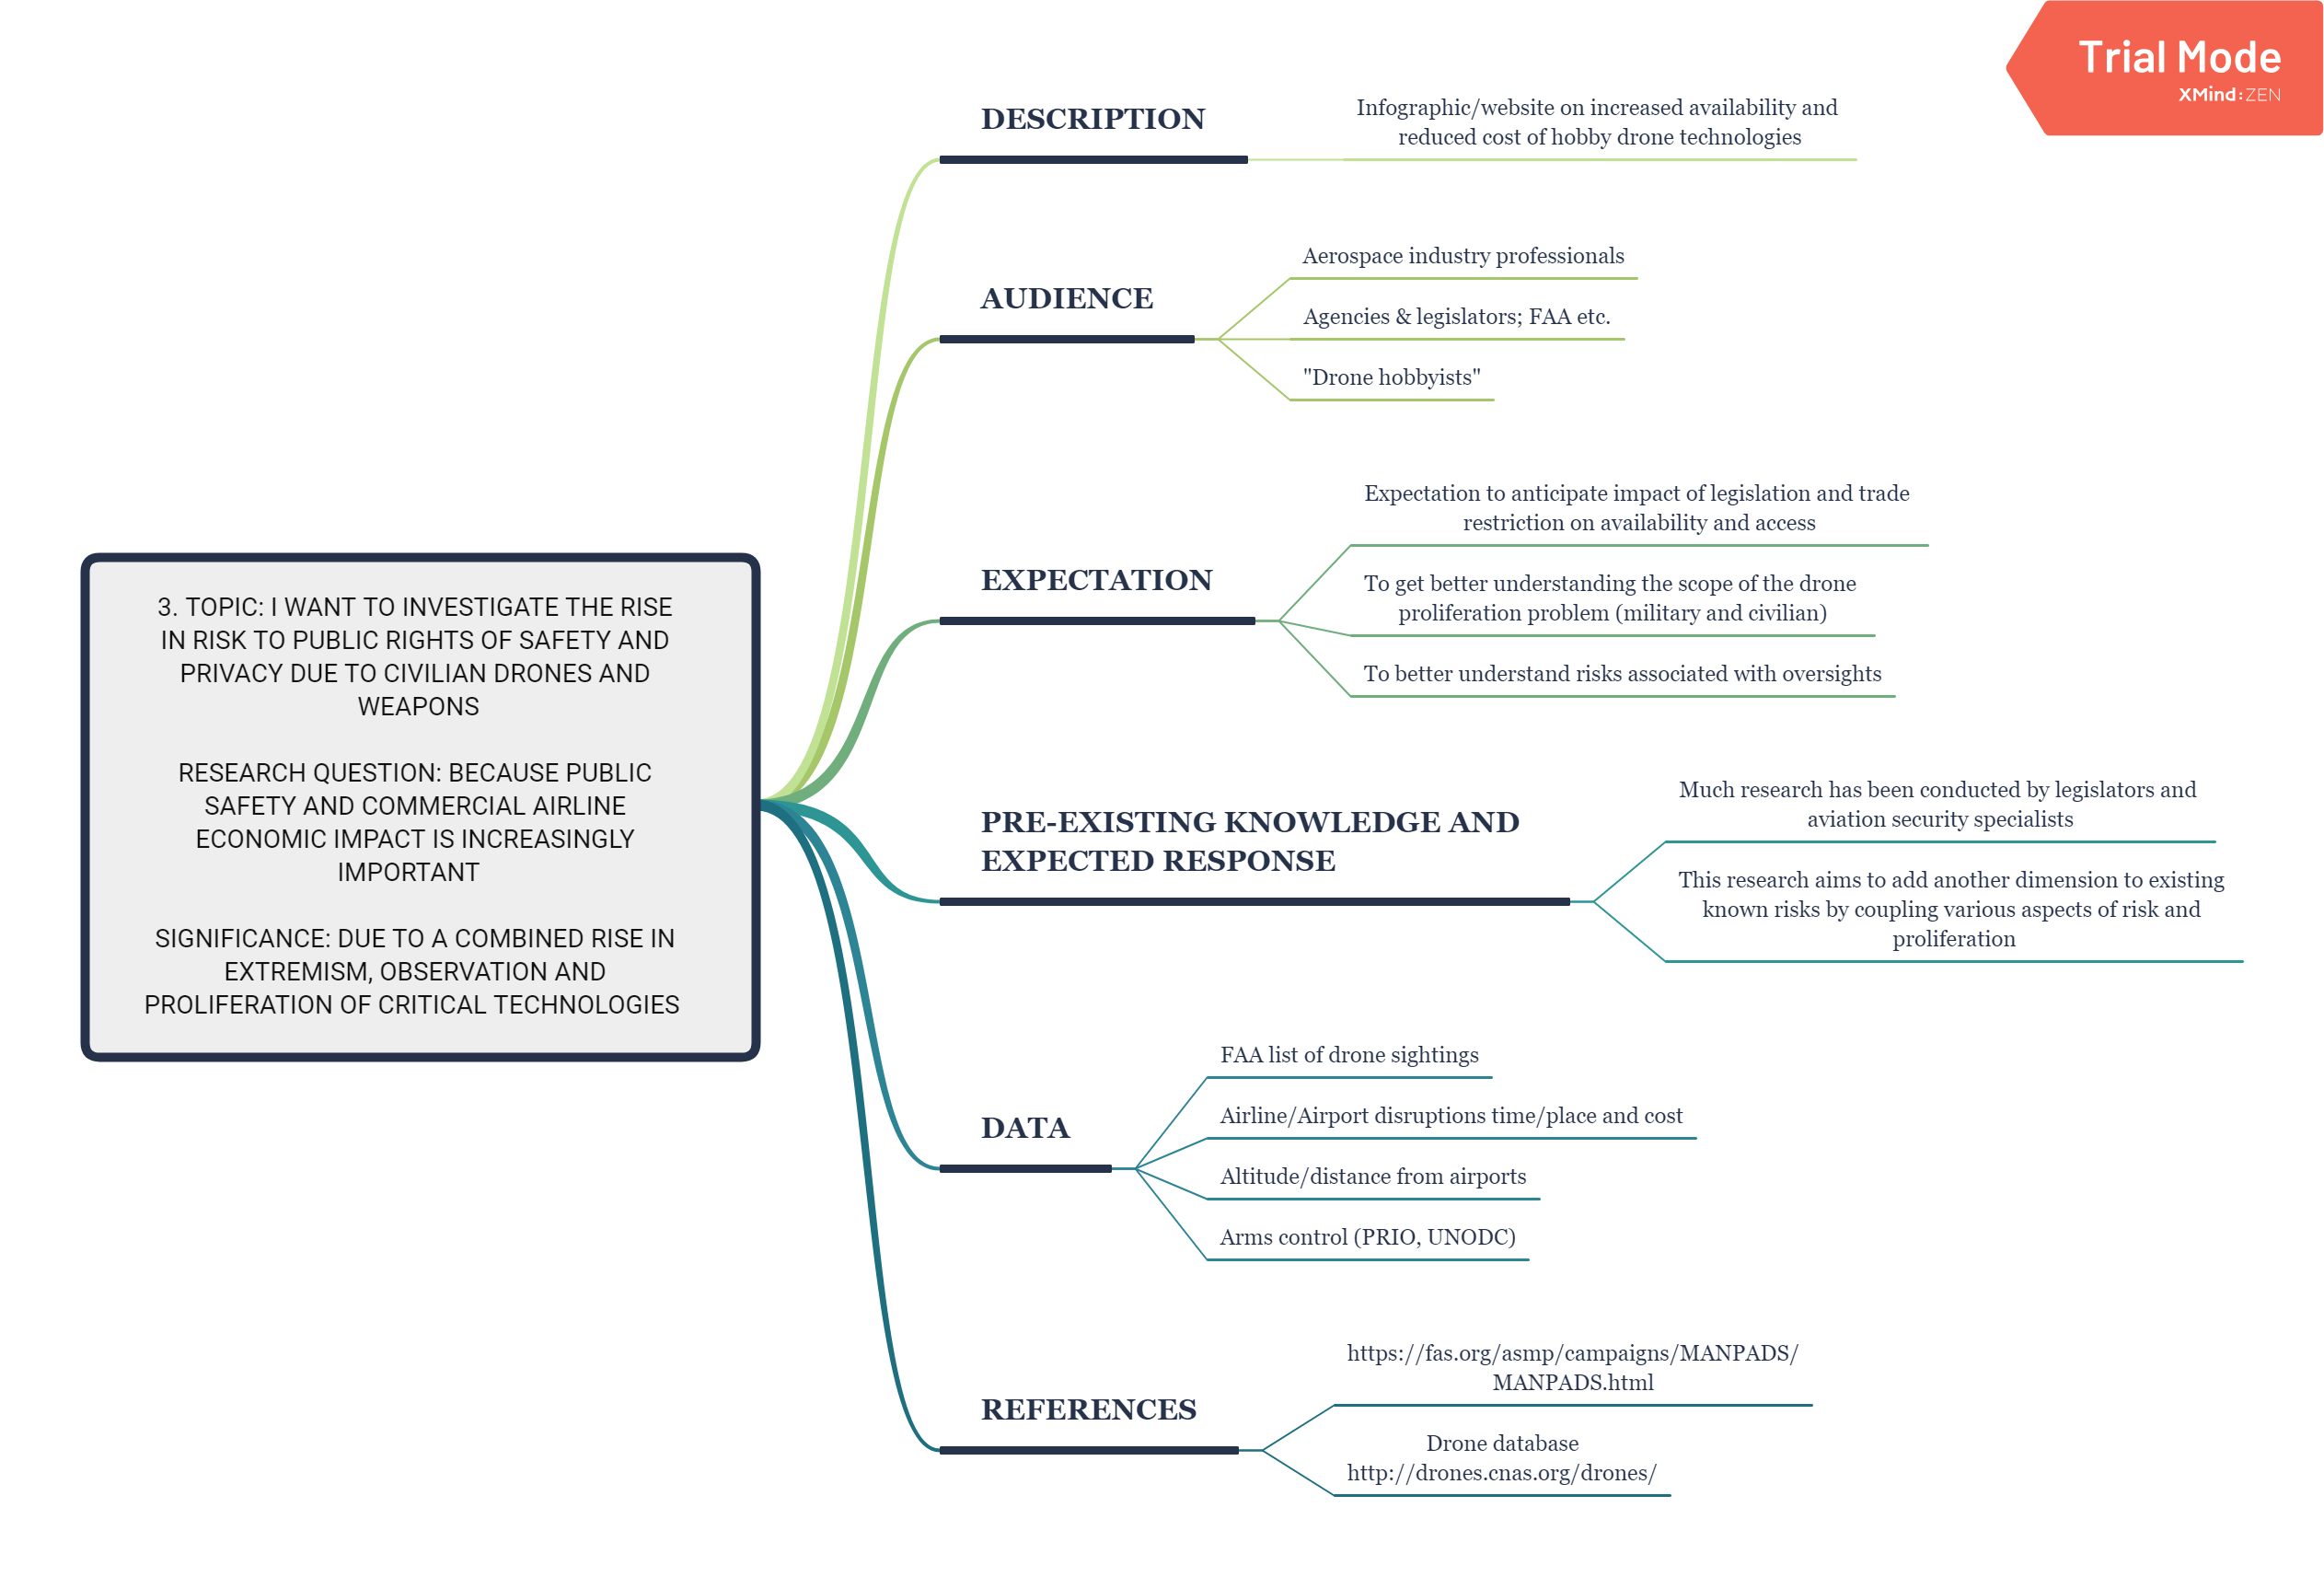 Trial Mode
XMind:ZEN
DESCRIPTION
Infographic/website on increased availability and
reduced cost of hobby drone technologies
AUDIENCE
Aerospace industry professionals
Agencies & legislators; FAA etc.
"Drone hobbyists"
EXPECTATION
Expectation to anticipate impact of legislation and trade
restriction on availability and access
To get better understanding the scope of the drone
proliferation problem (military and civilian)
To better understand risks associated with oversights
3. TOPIC: I WANT TO INVESTIGATE THE RISE
IN RISK TO PUBLIC RIGHTS OF SAFETY AND
PRIVACY DUE TO CIVILIAN DRONES AND
WEAPONS
RESEARCH QUESTION: BECAUSE PUBLIC
SAFETY AND COMMERCIAL AIRLINE
ECONOMIC IMPACT IS INCREASINGLY
IMPORTANT
SIGNIFICANCE: DUE TO A COMBINED RISE IN
EXTREMISM, OBSERVATION AND
PROLIFERATION OF CRITICAL TECHNOLOGIES
PRE-EXISTING KNOWLEDGE AND
EXPECTED RESPONSE
Much research has been conducted by legislators and
aviation security specialists
This research aims to add another dimension to existing
known risks by coupling various aspects of risk and
proliferation
DATA
FAA list of drone sightings
Airline/Airport disruptions time/place and cost
Altitude/distance from airports
Arms control (PRIO, UNODC)
REFERENCES
https://fas.org/asmp/campaigns/MANPADS/
MANPADS.html
Drone database
http://drones.cnas.org/drones/